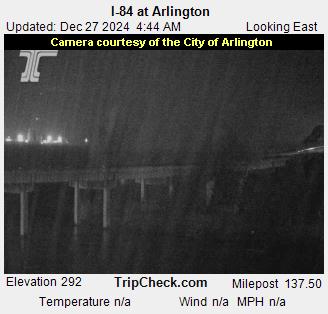 I-84 at Arlington
Updated: Dec 27 2024 4:44 AM Looking East
Camera courtesy of the City of Arlington
Elevation 292 TripCheck.com Milepost 137.50
Temperature n/a Wind n/a MPH n/a